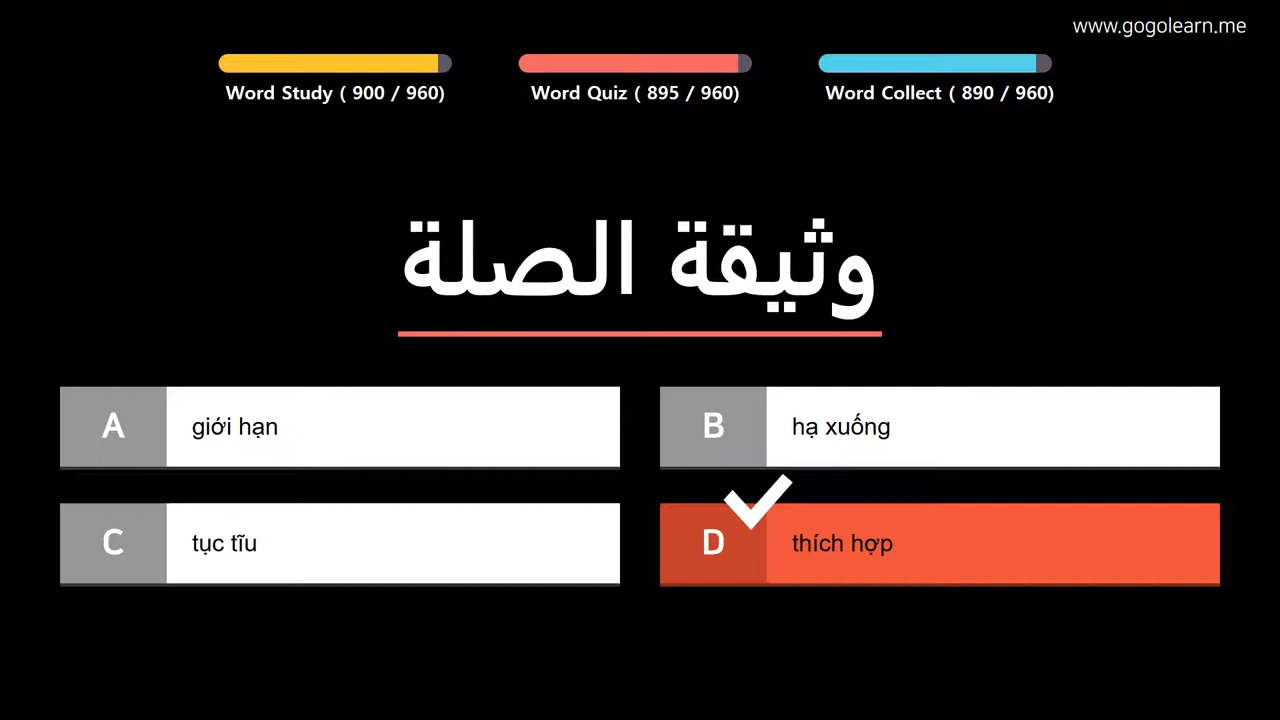 www.gogolearn.me
Word Study ( 900 / 960)
Word Quiz ( 895 / 960)
Word Collect ( 890 / 960)
وثيقة الصلة
A giới hạn
B hạ xuống
C tục tĩu
D thích hợp